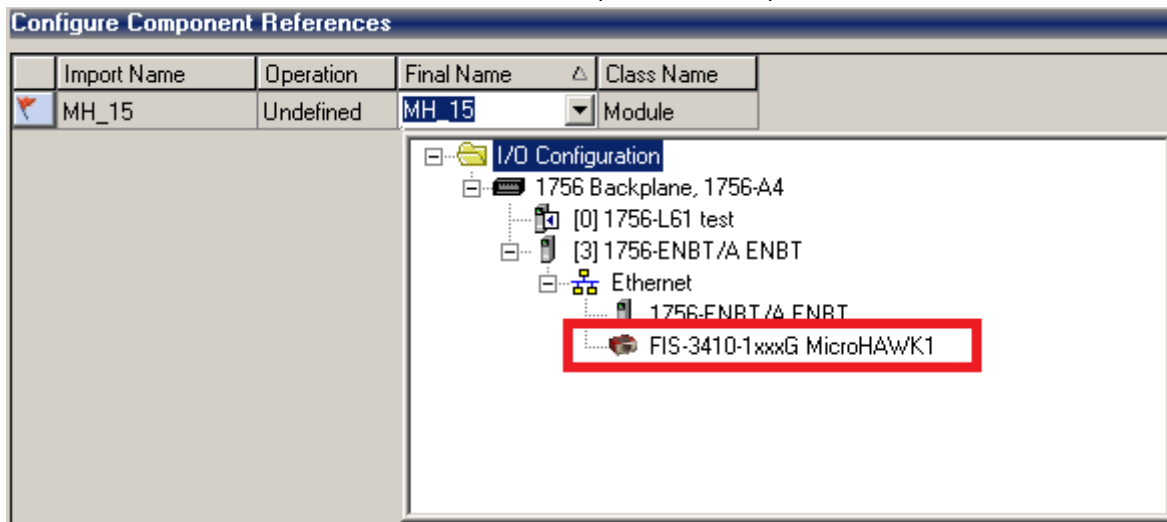 Configure Component References
Import Name Operation Final Name Class Name
MH_15 Undefined MH_15 Module
I/O Configuration
1756 Backplane, 1756-A4
[0] 1756-L61 test
[3] 1756-ENBT/A ENBT
Ethernet
1756-ENBT/A ENBT
FIS-3410-1xxxG MicroHAWK1